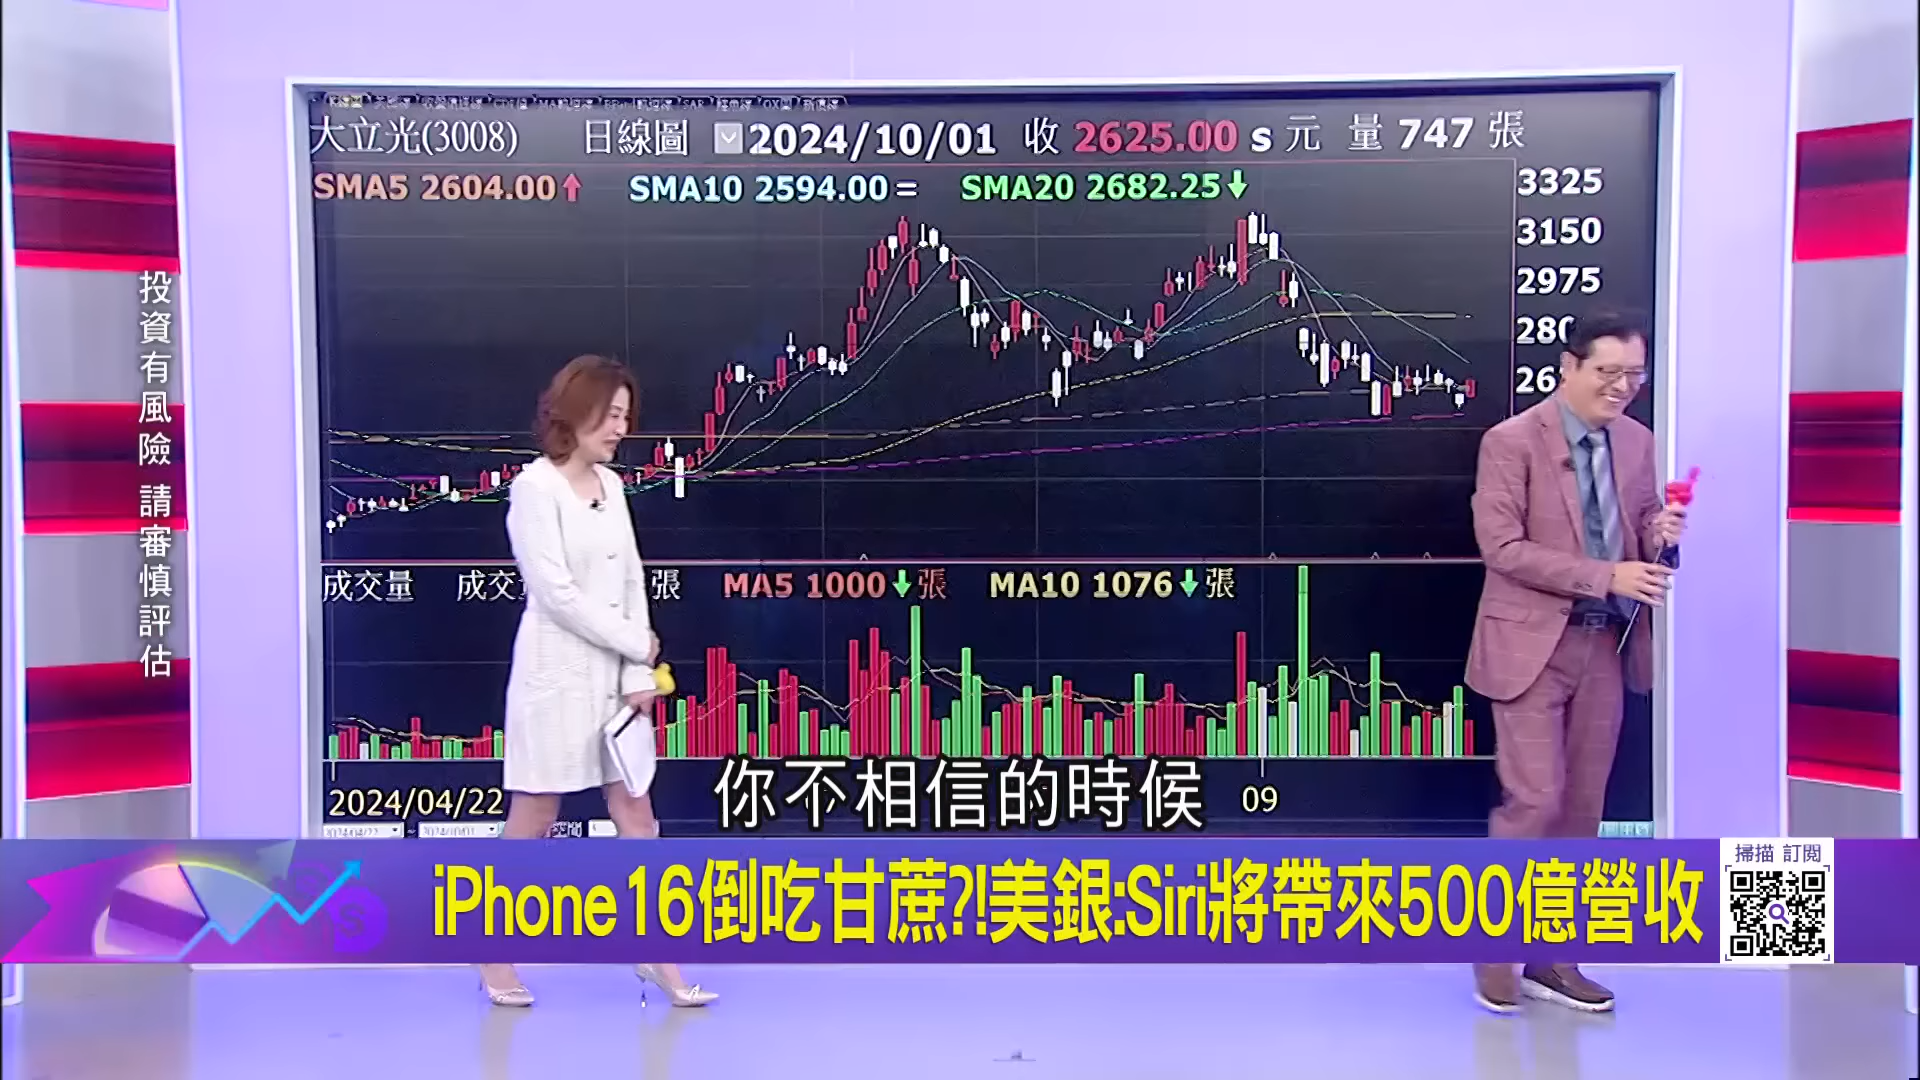 大立光(3008) 日線圖 2024/10/01 收 2625.00 s 元 量 747 張
SMA5 2604.00↑ SMA10 2594.00= SMA20 2682.25↓
3325
3150
2975
投資有風險 請審慎評估
成交量 成交 張 MA5 1000↓張 MA10 1076↓張
2024/04/22 09
你不相信的時候
iPhone16倒吃甘蔗?!美銀:Siri將帶來500億營收
掃描 訂閱